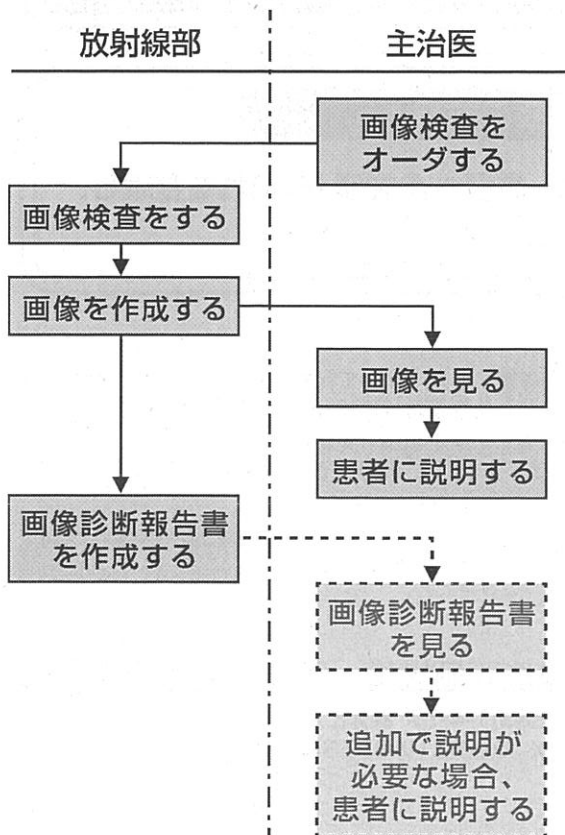 放射線部
主治医
画像検査を
オーダする
画像検査をする
画像を作成する
画像を見る
患者に説明する
画像診断報告書
を作成する
画像診断報告書
を見る
追加で説明が
必要な場合、
患者に説明する